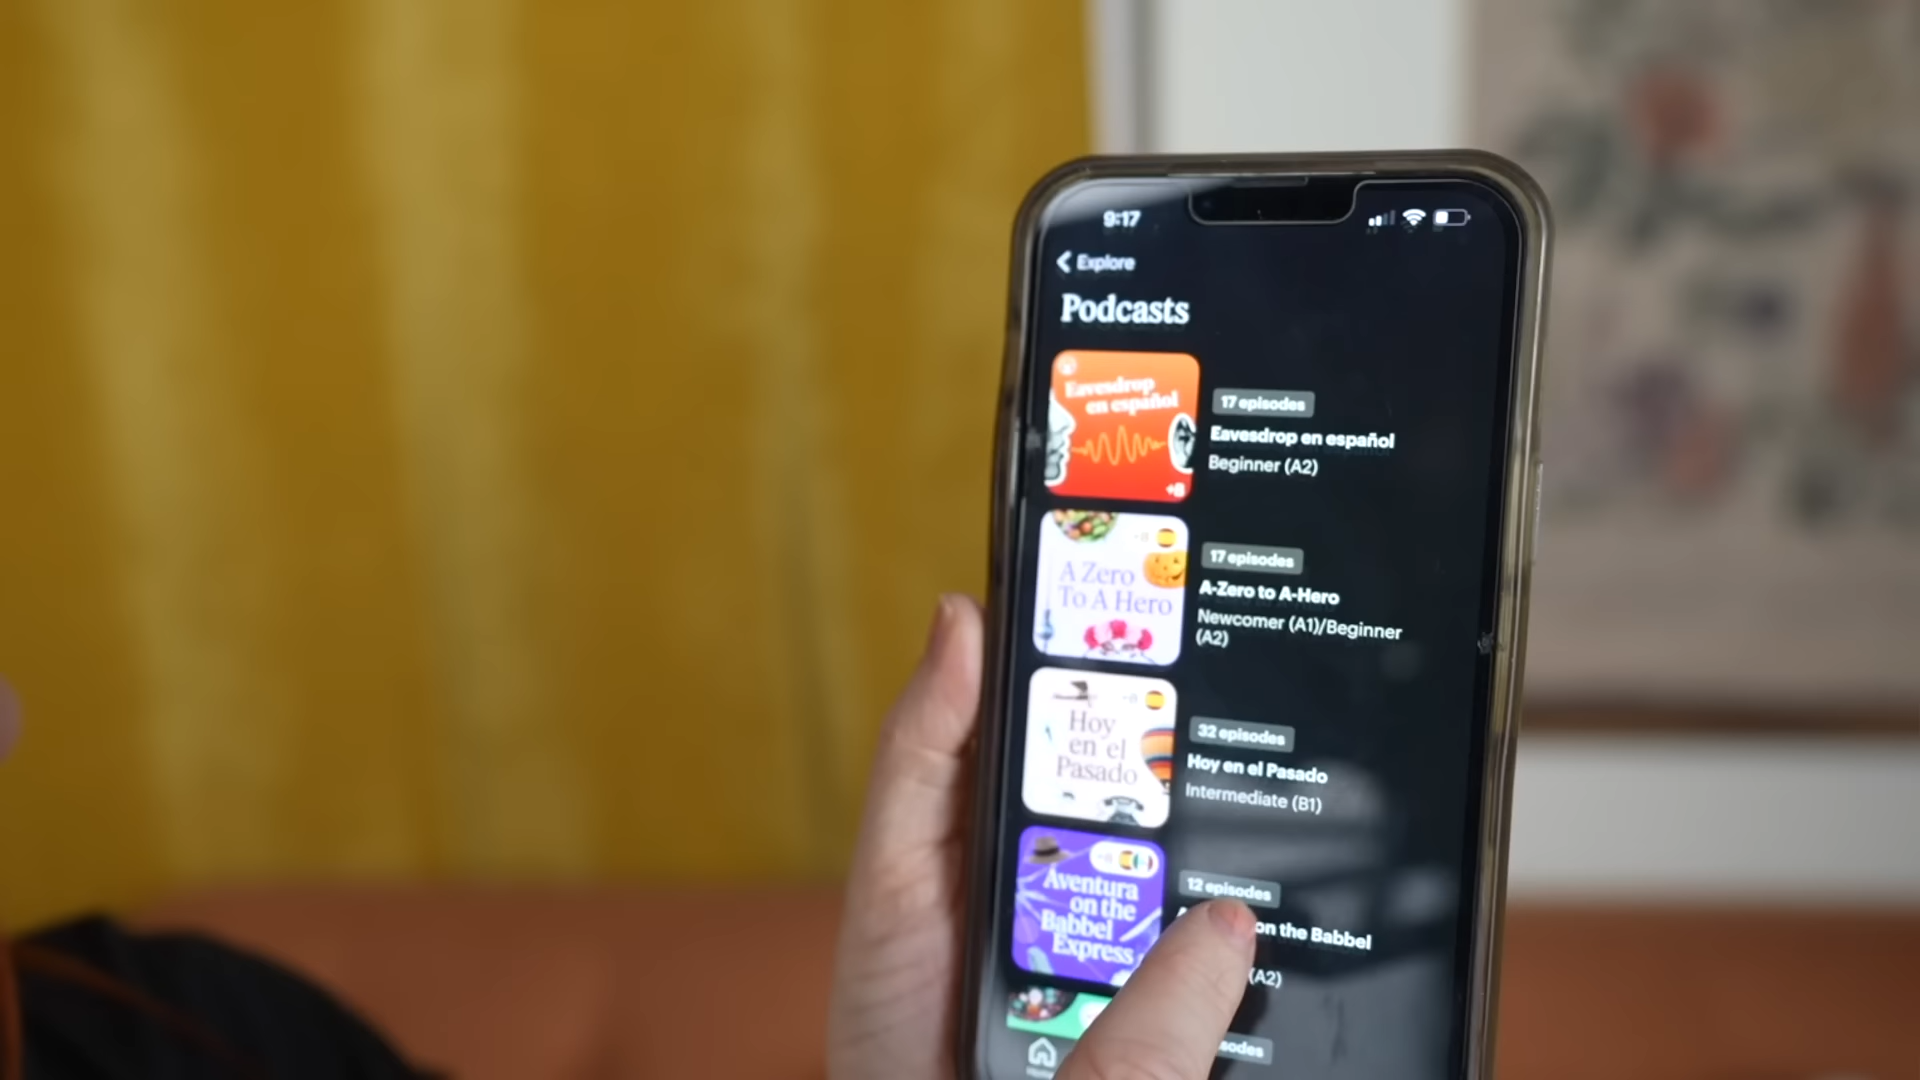 9:17
Explore
Podcasts
Eavesdrop
en español
17 episodes
Eavesdrop en español
Beginner (A2)
A Zero
To A Hero
17 episodes
A-Zero to A-Hero
Newcomer (A1)/Beginner
(A2)
Hoy
en el
Pasado
32 episodes
Hoy en el Pasado
Intermediate (B1)
Aventura
on the
Babbel
Express
12 episodes
on the Babbel
(A2)